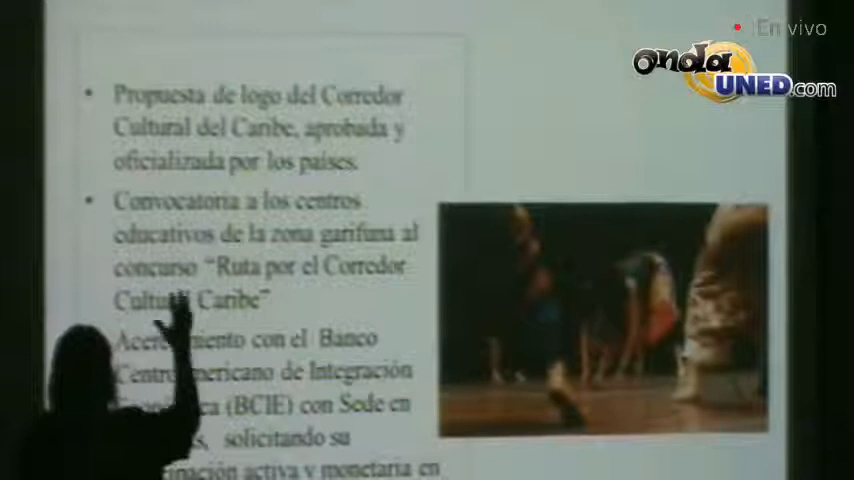 En vivo
onda
UNED.com
• Propuesta de logo del Corredor
Cultural del Caribe, aprobada y
oficializada por los países.
• Convocatoria a los centros
educativos de la zona garífuna al
concurso “Ruta por el Corredor
Caribe”
con el Banco
de Integración
(BCIE) con Sede en
solicitando su
activa y monetaria en